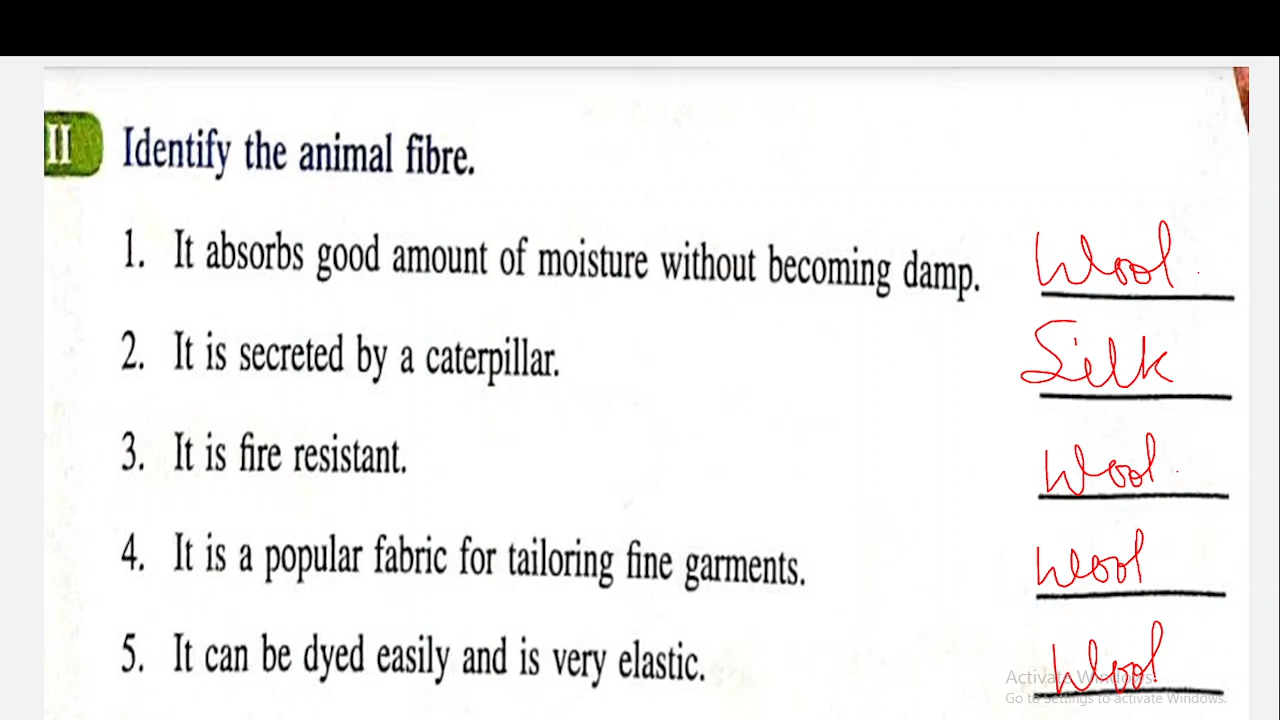 II Identify the animal fibre.
1. It absorbs good amount of moisture without becoming damp. Wool.
2. It is secreted by a caterpillar. Silk
3. It is fire resistant. Wool.
4. It is a popular fabric for tailoring fine garments. Wool
5. It can be dyed easily and is very elastic. Wool
Activate Windows
Go to Settings to activate Windows.